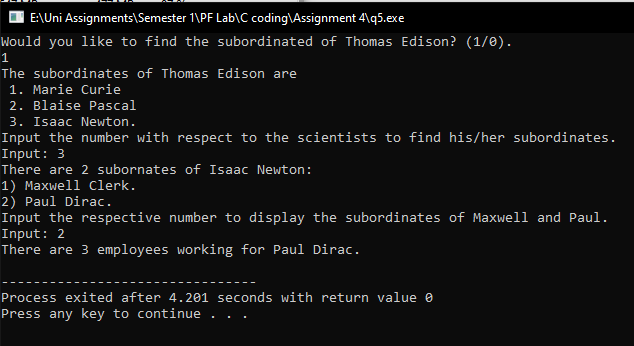 E:\Uni Assignments\Semester 1\PF Lab\C coding\Assignment 4\q5.exe
Would you like to find the subordinated of Thomas Edison? (1/0).
1
The subordinates of Thomas Edison are
1. Marie Curie
2. Blaise Pascal
3. Isaac Newton.
Input the number with respect to the scientists to find his/her subordinates.
Input: 3
There are 2 subornates of Isaac Newton:
1) Maxwell Clerk.
2) Paul Dirac.
Input the respective number to display the subordinates of Maxwell and Paul.
Input: 2
There are 3 employees working for Paul Dirac.
--------------------------------
Process exited after 4.201 seconds with return value 0
Press any key to continue . . .